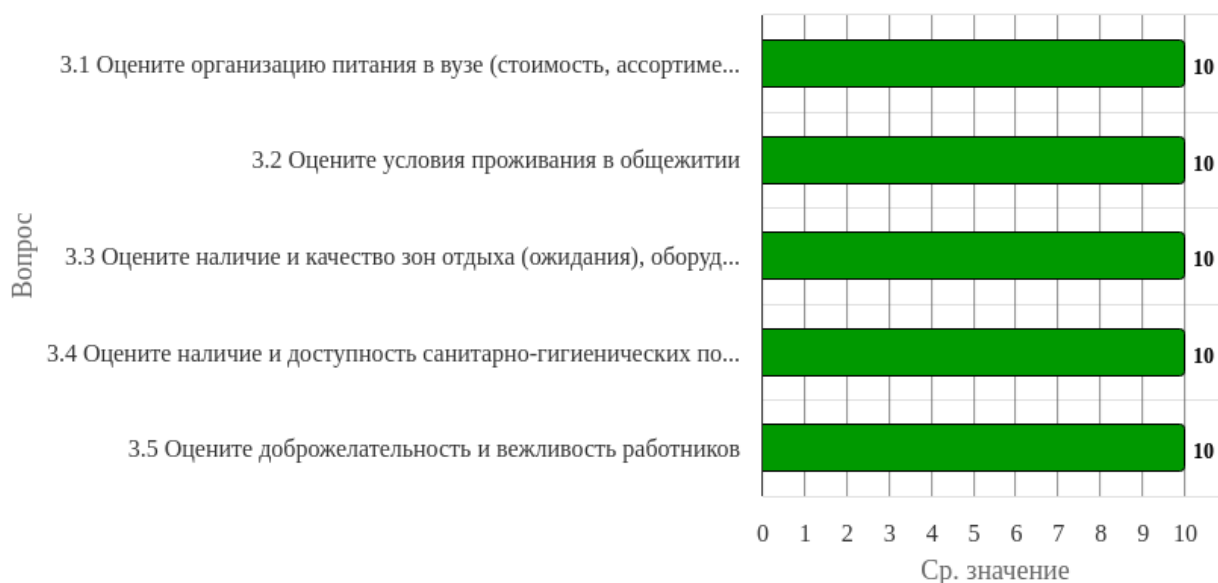 3.1 Оцените организацию питания в вузе (стоимость, ассортиме...
10
3.2 Оцените условия проживания в общежитии
10
3.3 Оцените наличие и качество зон отдыха (ожидания), оборуд...
10
3.4 Оцените наличие и доступность санитарно-гигиенических по...
10
3.5 Оцените доброжелательность и вежливость работников
10
Вопрос
0 1 2 3 4 5 6 7 8 9 10
Ср. значение